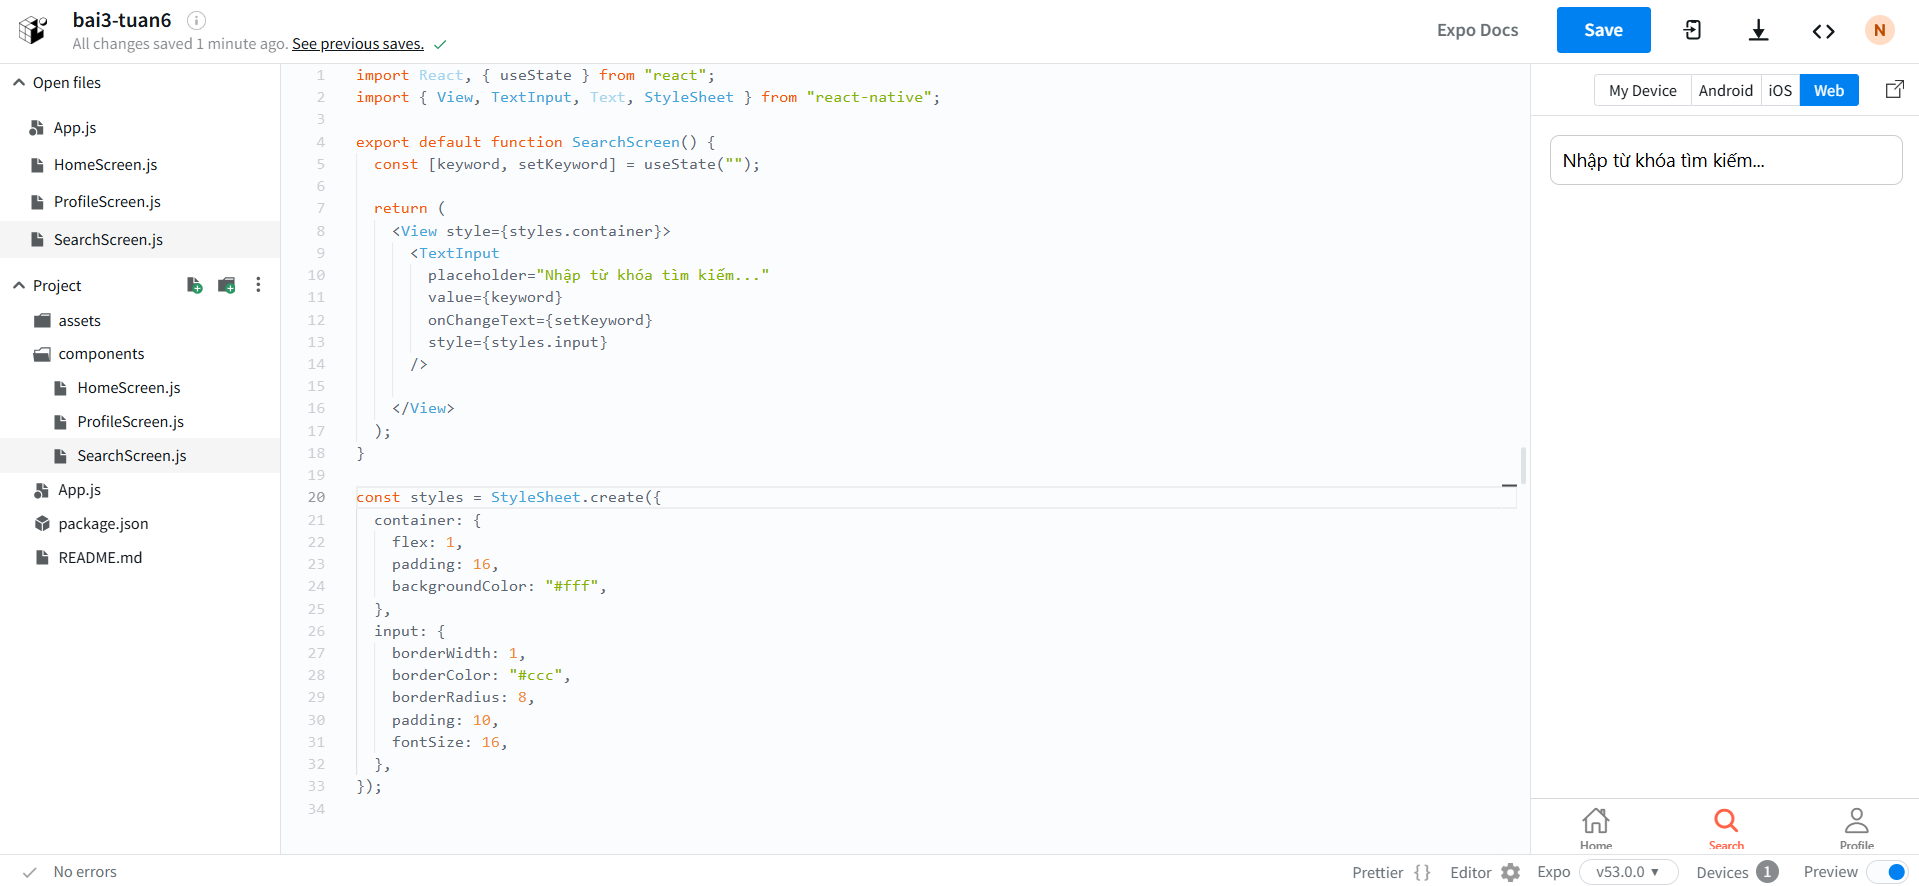 bai3-tuan6
All changes saved 1 minute ago. See previous saves.
Expo Docs
Save
N
Open files
App.js
HomeScreen.js
ProfileScreen.js
SearchScreen.js
Project
assets
components
HomeScreen.js
ProfileScreen.js
SearchScreen.js
App.js
package.json
README.md
1 import React, { useState } from "react";
2 import { View, TextInput, Text, StyleSheet } from "react-native";
3
4 export default function SearchScreen() {
5 const [keyword, setKeyword] = useState("");
6
7 return (
8 <View style={styles.container}>
9 <TextInput
10 placeholder="Nhập từ khóa tìm kiếm..."
11 value={keyword}
12 onChangeText={setKeyword}
13 style={styles.input}
14 />
15
16 </View>
17 );
18 }
19
20 const styles = StyleSheet.create({
21 container: {
22 flex: 1,
23 padding: 16,
24 backgroundColor: "#fff",
25 },
26 input: {
27 borderWidth: 1,
28 borderColor: "#ccc",
29 borderRadius: 8,
30 padding: 10,
31 fontSize: 16,
32 },
33 });
34
My Device Android iOS Web
Nhập từ khóa tìm kiếm...
Home Search Profile
No errors
Prettier {} Editor Expo v53.0.0 Devices 1 Preview